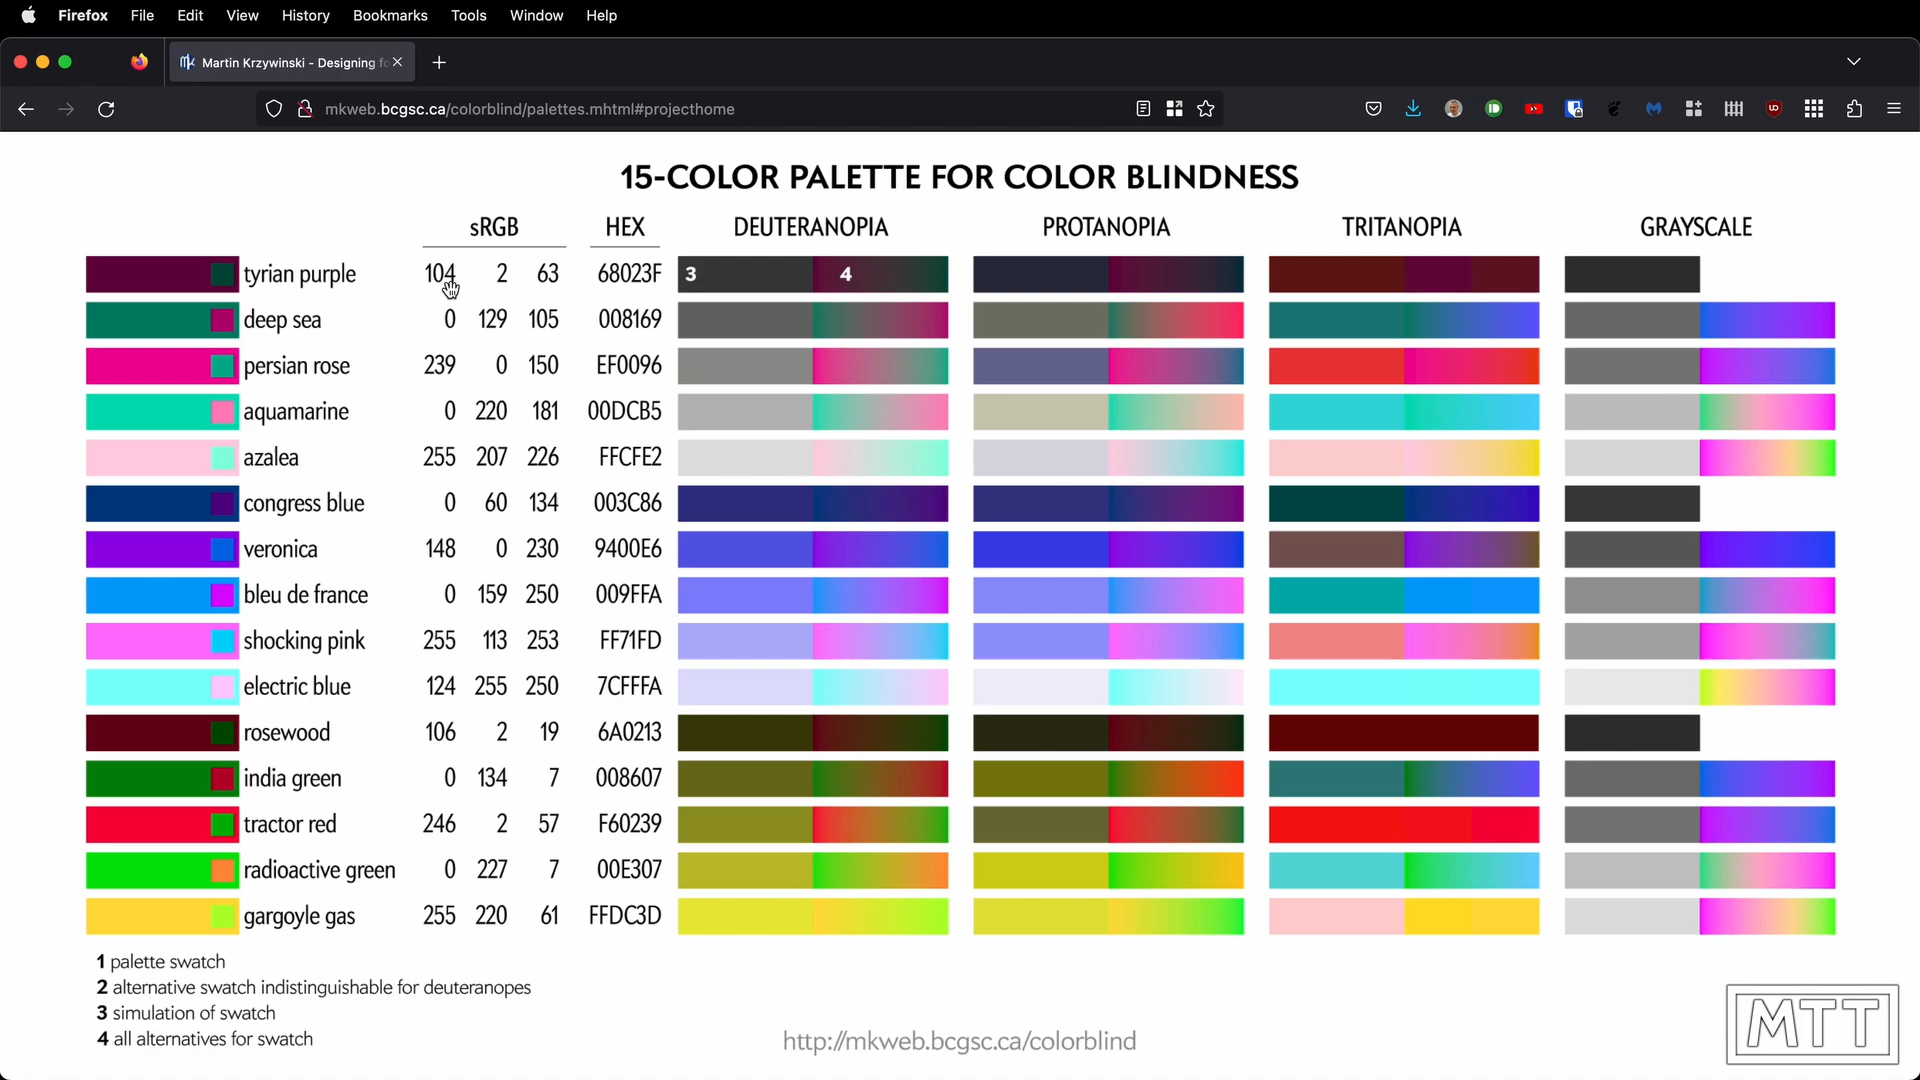 Firefox File Edit View History Bookmarks Tools Window Help
Martin Krzywinski - Designing fo
mkweb.bcgsc.ca/colorblind/palettes.mhtml#projecthome
15-COLOR PALETTE FOR COLOR BLINDNESS
sRGB HEX DEUTERANOPIA PROTANOPIA TRITANOPIA GRAYSCALE
tyrian purple 104 2 63 68023F 3 4
deep sea 0 129 105 008169
persian rose 239 0 150 EF0096
aquamarine 0 220 181 00DCB5
azalea 255 207 226 FFCFE2
congress blue 0 60 134 003C86
veronica 148 0 230 9400E6
bleu de france 0 159 250 009FFA
shocking pink 255 113 253 FF71FD
electric blue 124 255 250 7CFFFA
rosewood 106 2 19 6A0213
india green 0 134 7 008607
tractor red 246 2 57 F60239
radioactive green 0 227 7 00E307
gargoyle gas 255 220 61 FFDC3D
1 palette swatch
2 alternative swatch indistinguishable for deuteranopes
3 simulation of swatch
4 all alternatives for swatch
http://mkweb.bcgsc.ca/colorblind
MTT